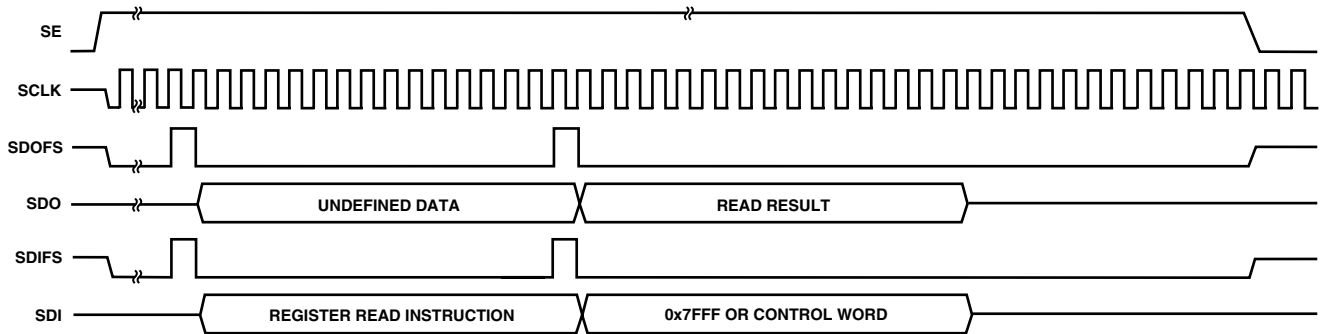 SE
SCLK
SDOFS
SDO
UNDEFINED DATA
READ RESULT
SDIFS
SDI
REGISTER READ INSTRUCTION
0x7FFF OR CONTROL WORD